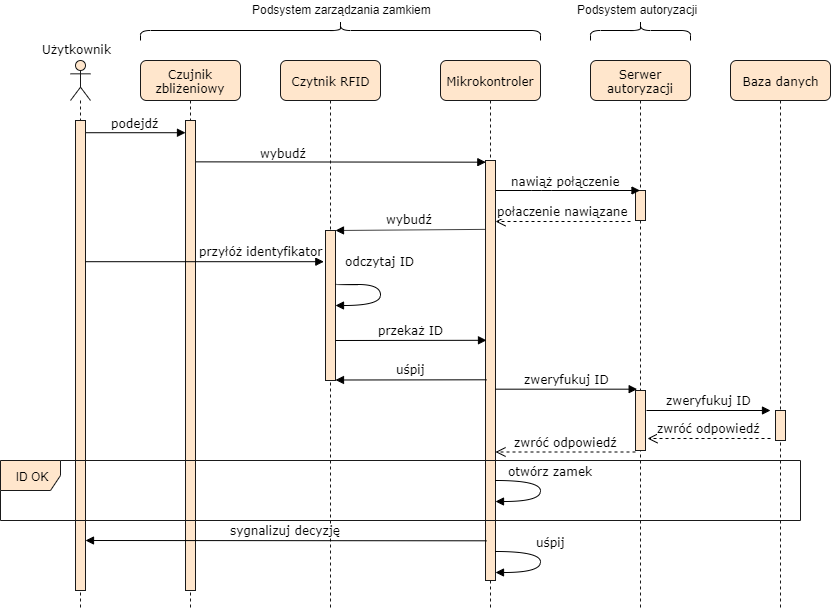 Podsystem zarządzania zamkiem
Podsystem autoryzacji
Użytkownik
Czujnik
zbliżeniowy
Czytnik RFID
Mikrokontroler
Serwer
autoryzacji
Baza danych
podejdź
wybudź
nawiąż połączenie
połaczenie nawiązane
wybudź
przyłóż identyfikator
odczytaj ID
przekaż ID
uśpij
zweryfukuj ID
zweryfukuj ID
zwróć odpowiedź
zwróć odpowiedź
ID OK
otwórz zamek
sygnalizuj decyzję
uśpij